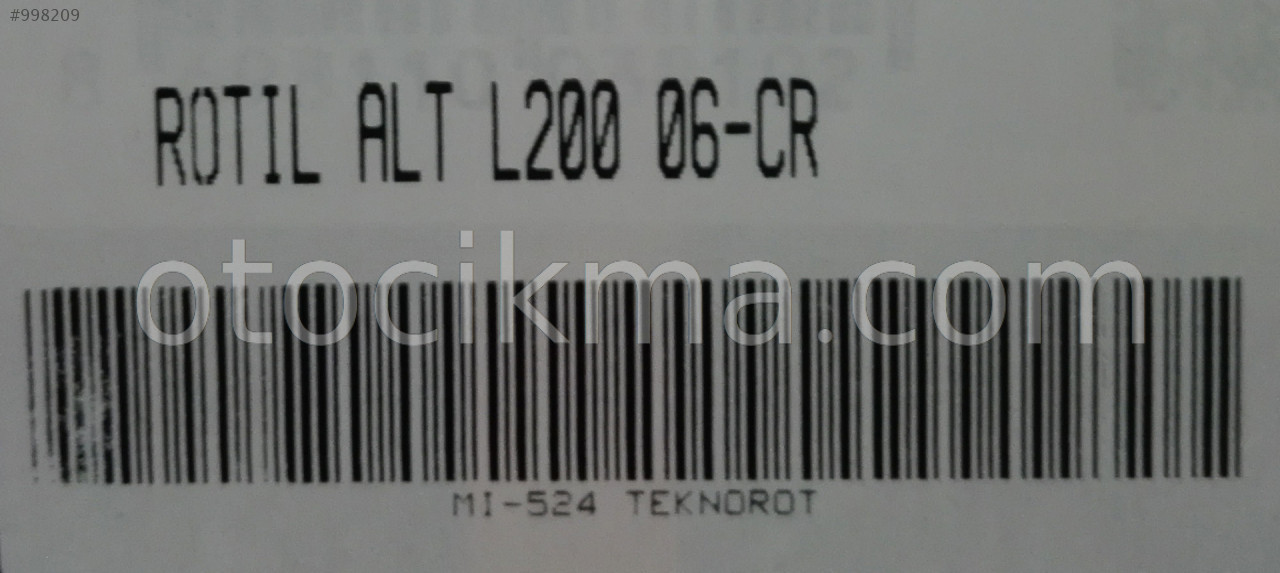 #998209
ROTIL ALT L200 06-CR
otocikma.com
MI-524 TEKNOROT